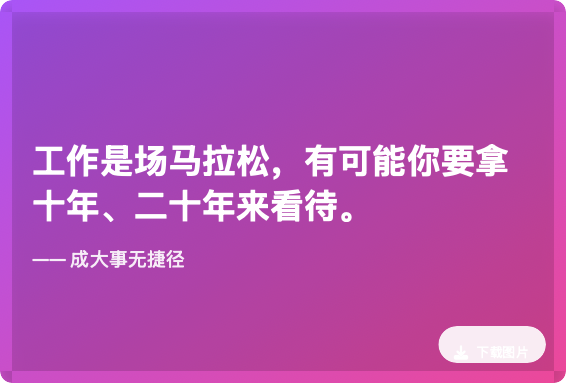 工作是场马拉松，有可能你要拿
十年、二十年来看待。
—— 成大事无捷径
下载图片